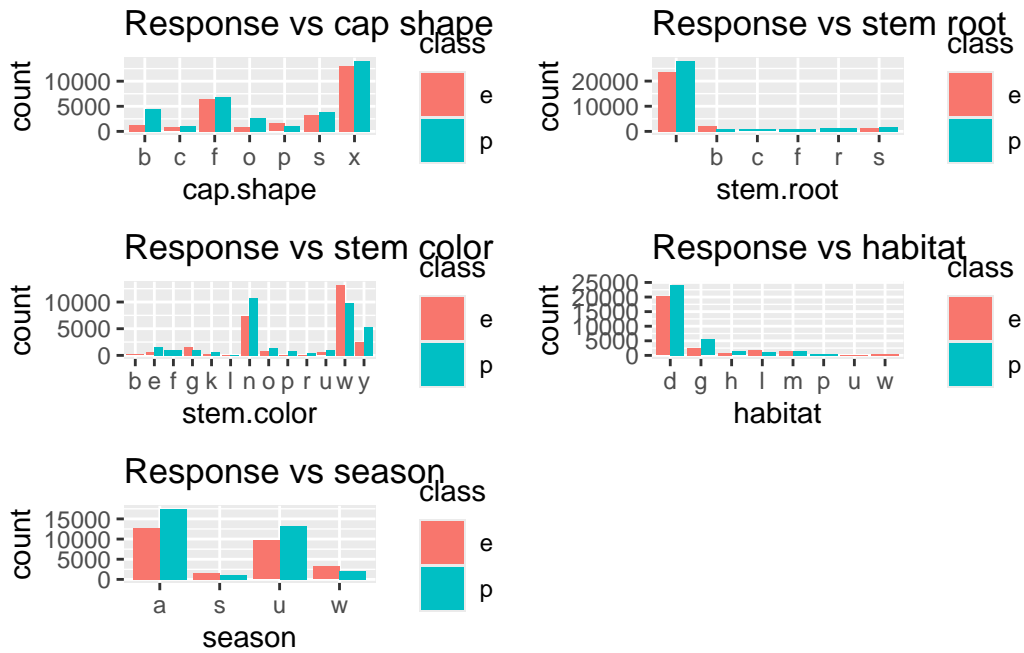 Response vs cap shape
count
10000
5000
0
b c f o p s x
cap.shape
class
e
p
Response vs stem root
count
20000
10000
0
b c f r s
stem.root
class
e
p
Response vs stem color
count
10000
5000
0
b e f g k l n o p r u w y
stem.color
class
e
p
Response vs habitat
count
25000
20000
15000
10000
5000
0
d g h l m p u w
habitat
class
e
p
Response vs season
count
15000
10000
5000
0
a s u w
season
class
e
p